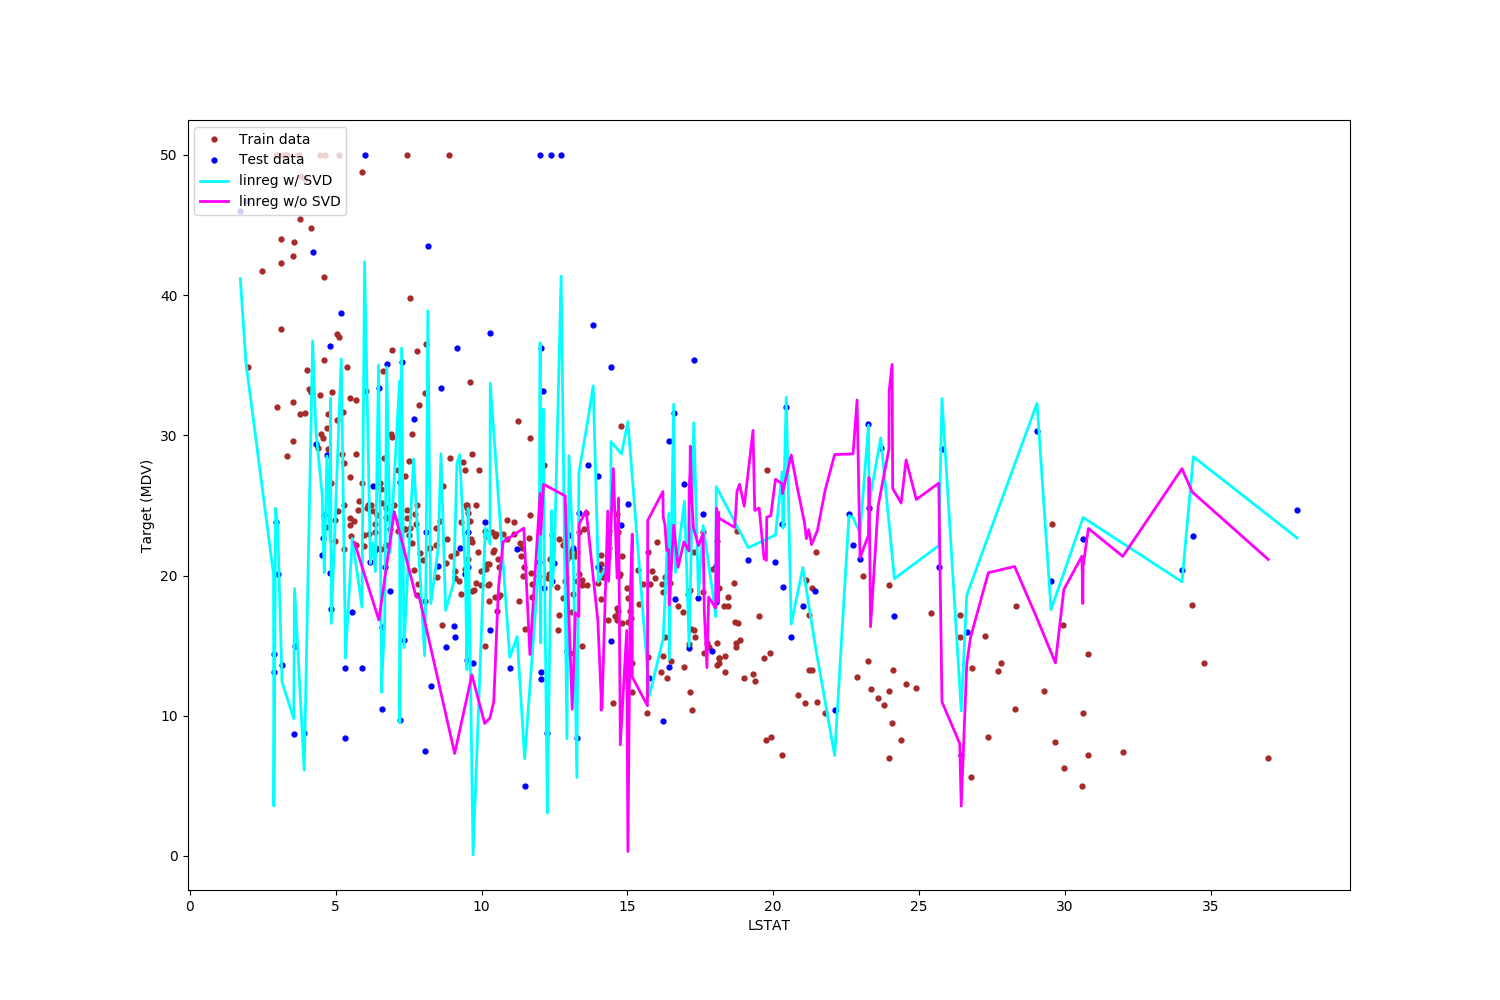 50
40
30
20
10
0
Target (MDV)
Train data
Test data
linreg w/ SVD
linreg w/o SVD
0 5 10 15 20 25 30 35
LSTAT